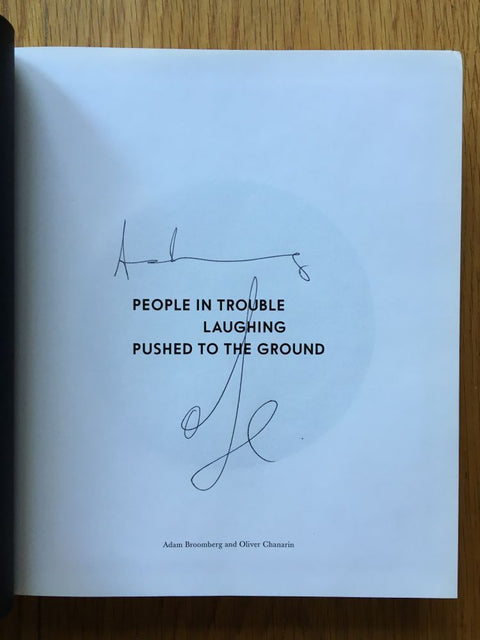 PEOPLE IN TROUBLE
LAUGHING
PUSHED TO THE GROUND
Adam Broomberg and Oliver Chanarin